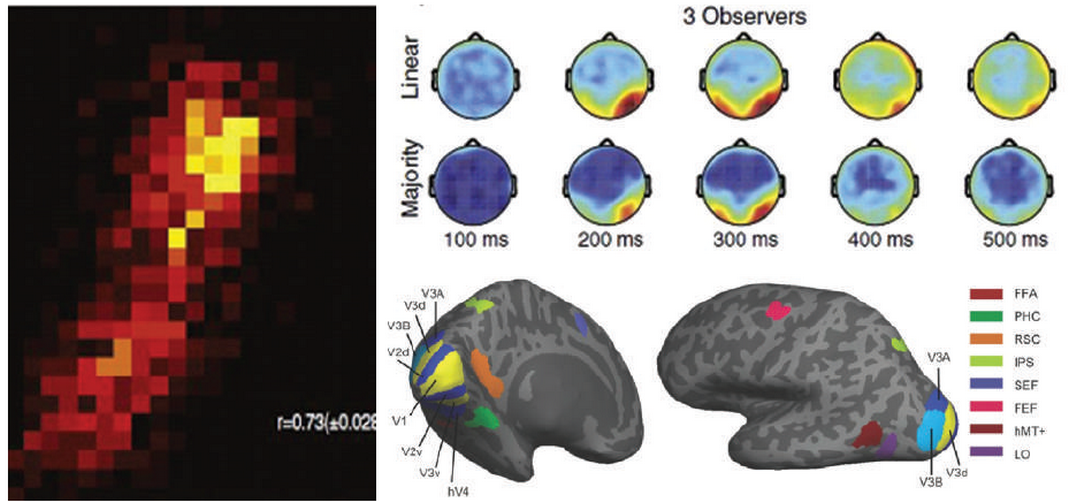 3 Observers
Linear
Majority
100 ms 200 ms 300 ms 400 ms 500 ms
r=0.73(±0.028
V3A
V3d
V3B
V2d
V1
V2v
V3v
hV4
V3A
V3d
V3B
FFA
PHC
RSC
IPS
SEF
FEF
hMT+
LO